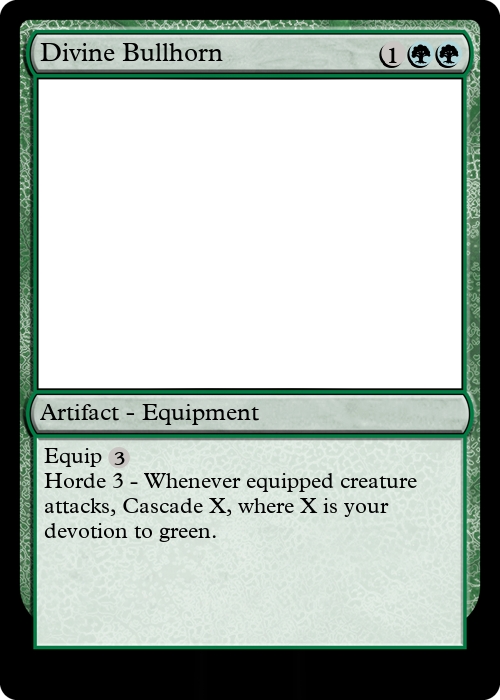 Divine Bullhorn 1
Artifact - Equipment
Equip 3
Horde 3 - Whenever equipped creature
attacks, Cascade X, where X is your
devotion to green.